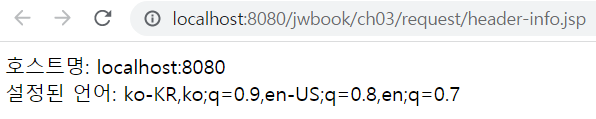 localhost:8080/jwbook/ch03/request/header-info.jsp
호스트명: localhost:8080
설정된 언어: ko-KR,ko;q=0.9,en-US;q=0.8,en;q=0.7